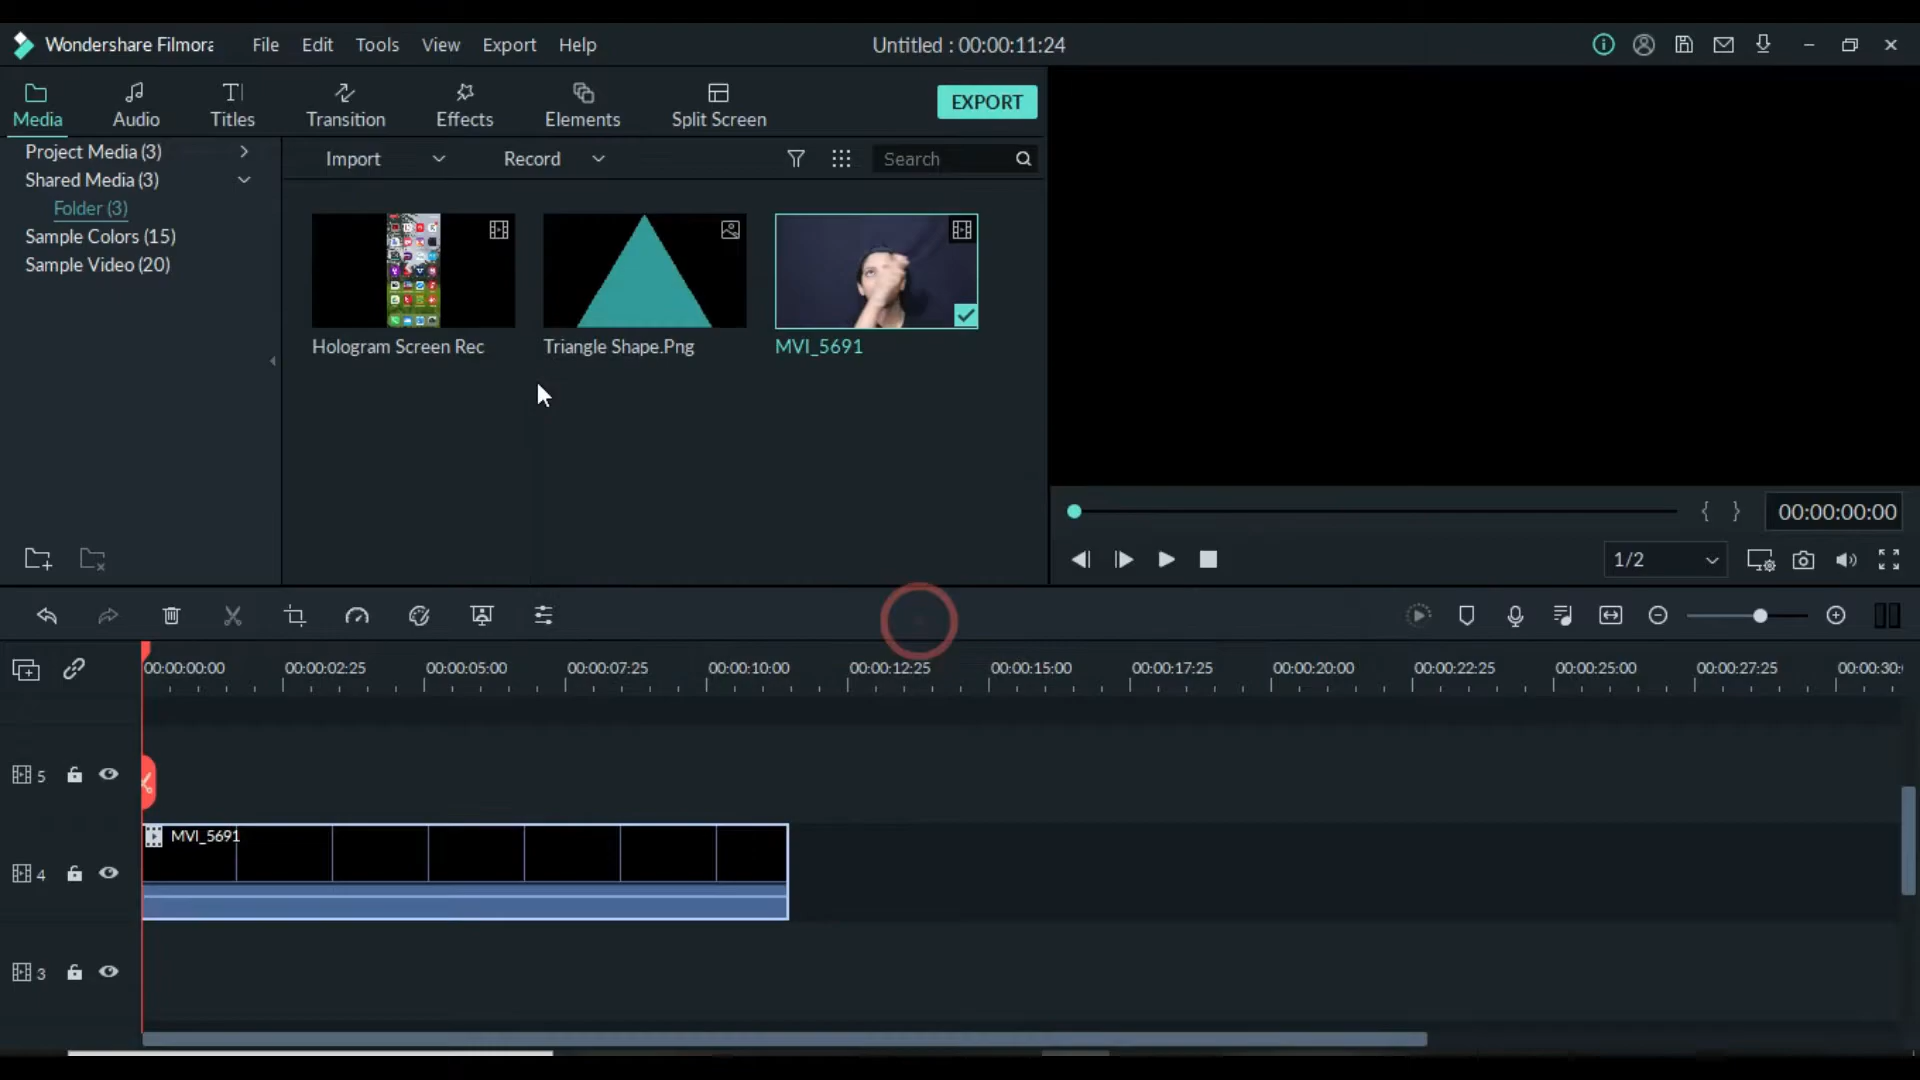 Wondershare Filmora File Edit Tools View Export Help Untitled : 00:00:11:24
Media Audio Titles Transition Effects Elements Split Screen EXPORT
Project Media (3)
Shared Media (3)
Folder (3)
Sample Colors (15)
Sample Video (20)
Import Record Search
Hologram Screen Rec Triangle Shape.Png MVI_5691
{ } 00:00:00:00
1/2
00:00:00:00 00:00:02:25 00:00:05:00 00:00:07:25 00:00:10:00 00:00:12:25 00:00:15:00 00:00:17:25 00:00:20:00 00:00:22:25 00:00:25:00 00:00:27:25 00:00:30:
5
MVI_5691
4
3